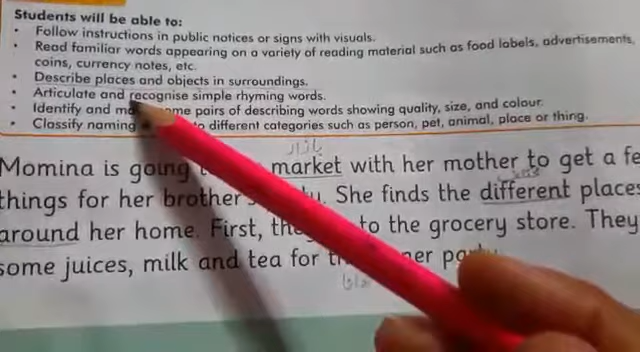 Students will be able to:
• Follow instructions in public notices or signs with visuals.
• Read familiar words appearing on a variety of reading material such as food labels, advertisements,
coins, currency notes, etc.
• Describe places and objects in surroundings.
• Articulate and recognise simple rhyming words.
• Identify and ma ome pairs of describing words showing quality, size, and colour.
• Classify naming to different categories such as person, pet, animal, place or thing.
بازار
Momina is going market with her mother to get a fe
things for her brother's She finds the different places
around her home. First, the to the grocery store. They
some juices, milk and tea for t er par